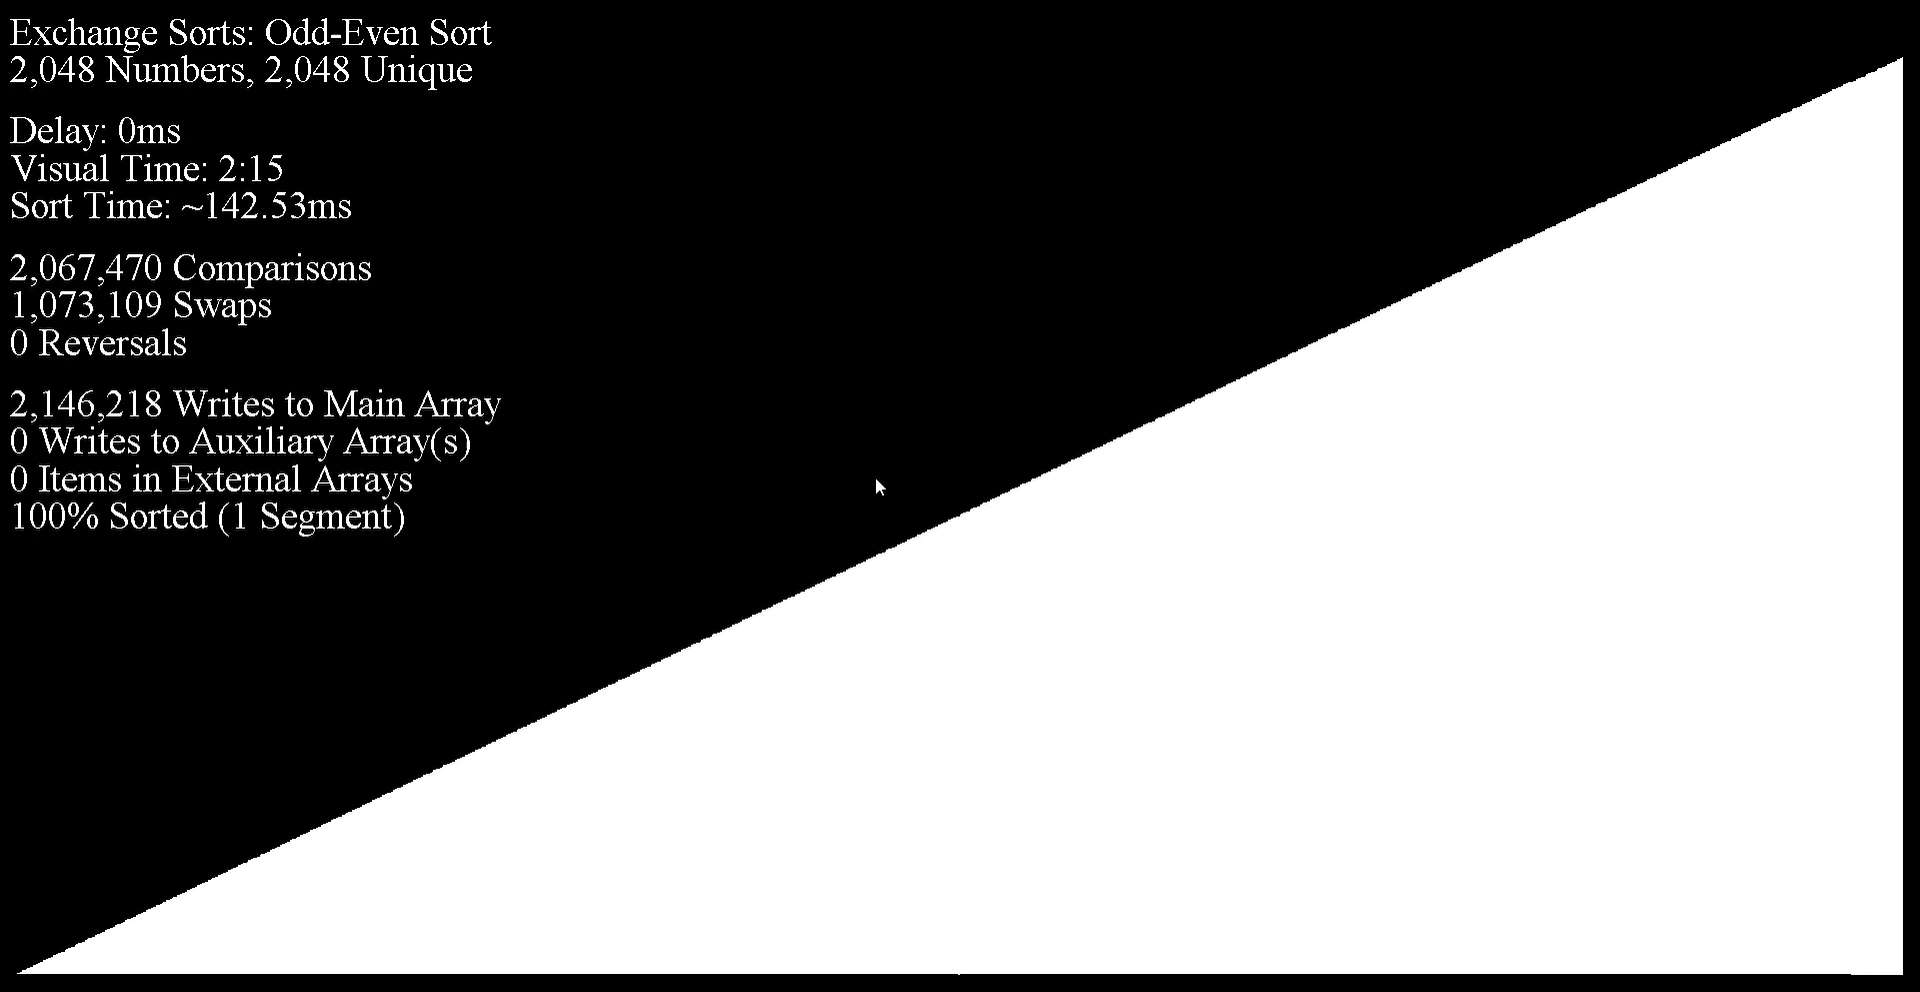 Exchange Sorts: Odd-Even Sort
2,048 Numbers, 2,048 Unique
Delay: 0ms
Visual Time: 2:15
Sort Time: ~142.53ms
2,067,470 Comparisons
1,073,109 Swaps
0 Reversals
2,146,218 Writes to Main Array
0 Writes to Auxiliary Array(s)
0 Items in External Arrays
100% Sorted (1 Segment)